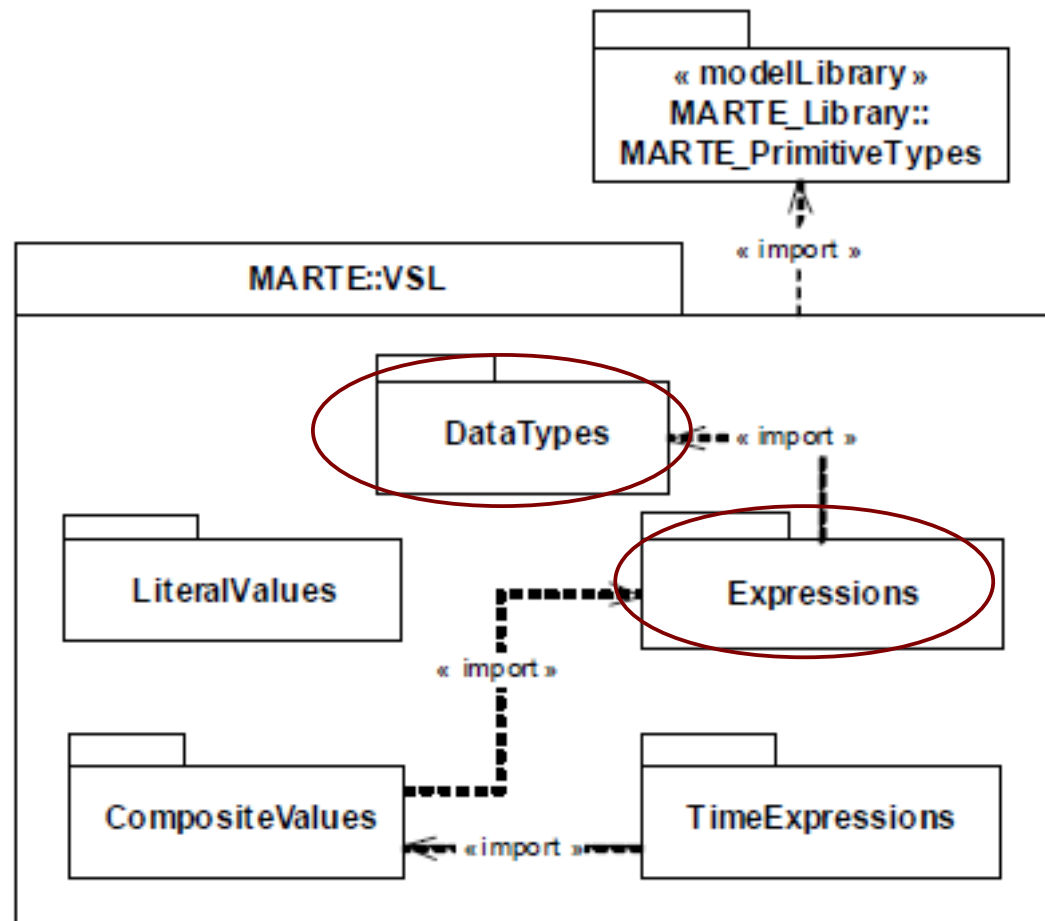 « modelLibrary »
MARTE_Library::
MARTE_PrimitiveTypes
« import »
MARTE::VSL
DataTypes
« import »
LiteralValues
Expressions
« import »
CompositeValues
TimeExpressions
« import »